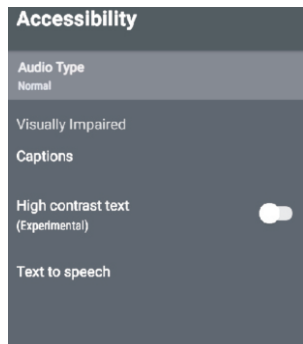 Accessibility
Audio Type
Normal
Visually Impaired
Captions
High contrast text
(Experimental)
Text to speech